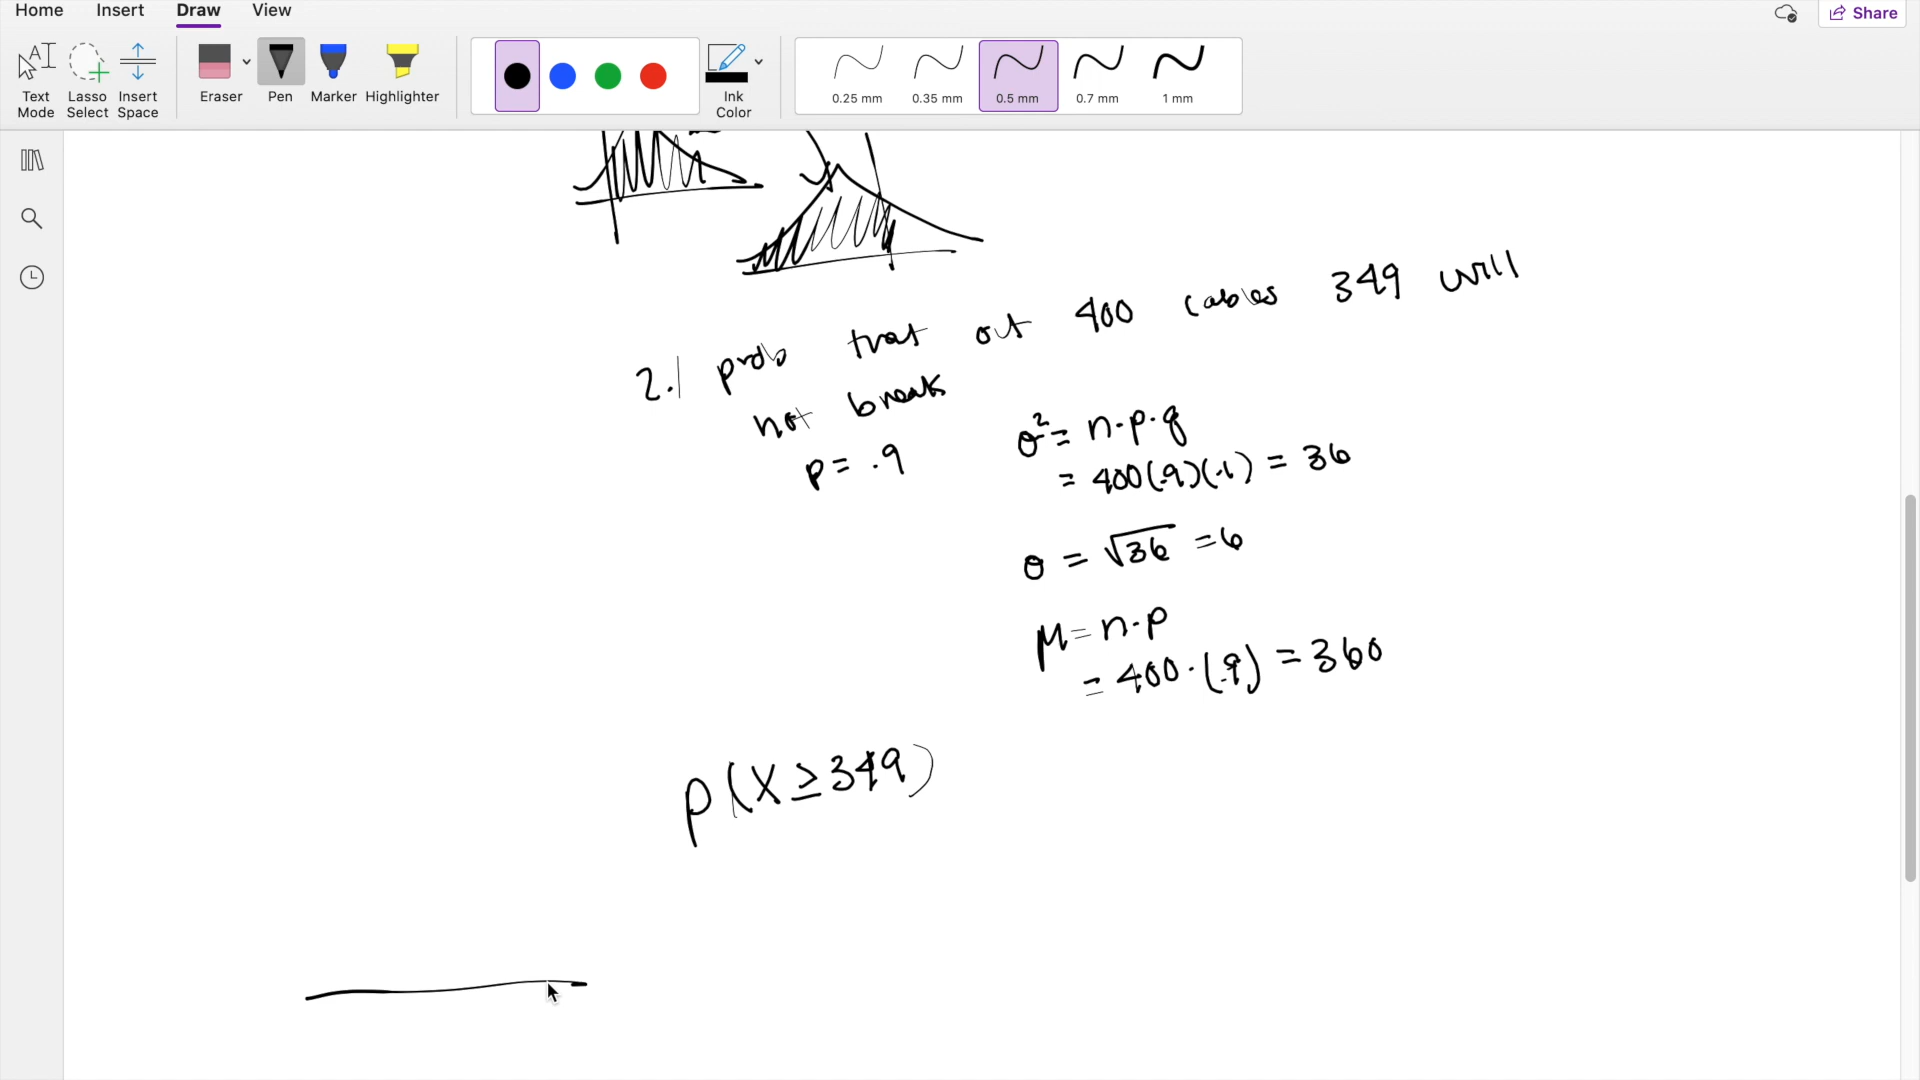 Home Insert Draw View
Share
Text Mode
Lasso Select
Insert Space
Eraser
Pen
Marker
Highlighter
Ink Color
0.25 mm
0.35 mm
0.5 mm
0.7 mm
1 mm
2.1 prob that out 400 cables 349 will
not break
p = .9
σ² = n·p·q
= 400(.9)(.1) = 36
σ = √36 = 6
μ = n·p
= 400·(.9) = 360
p(X ≥ 349)